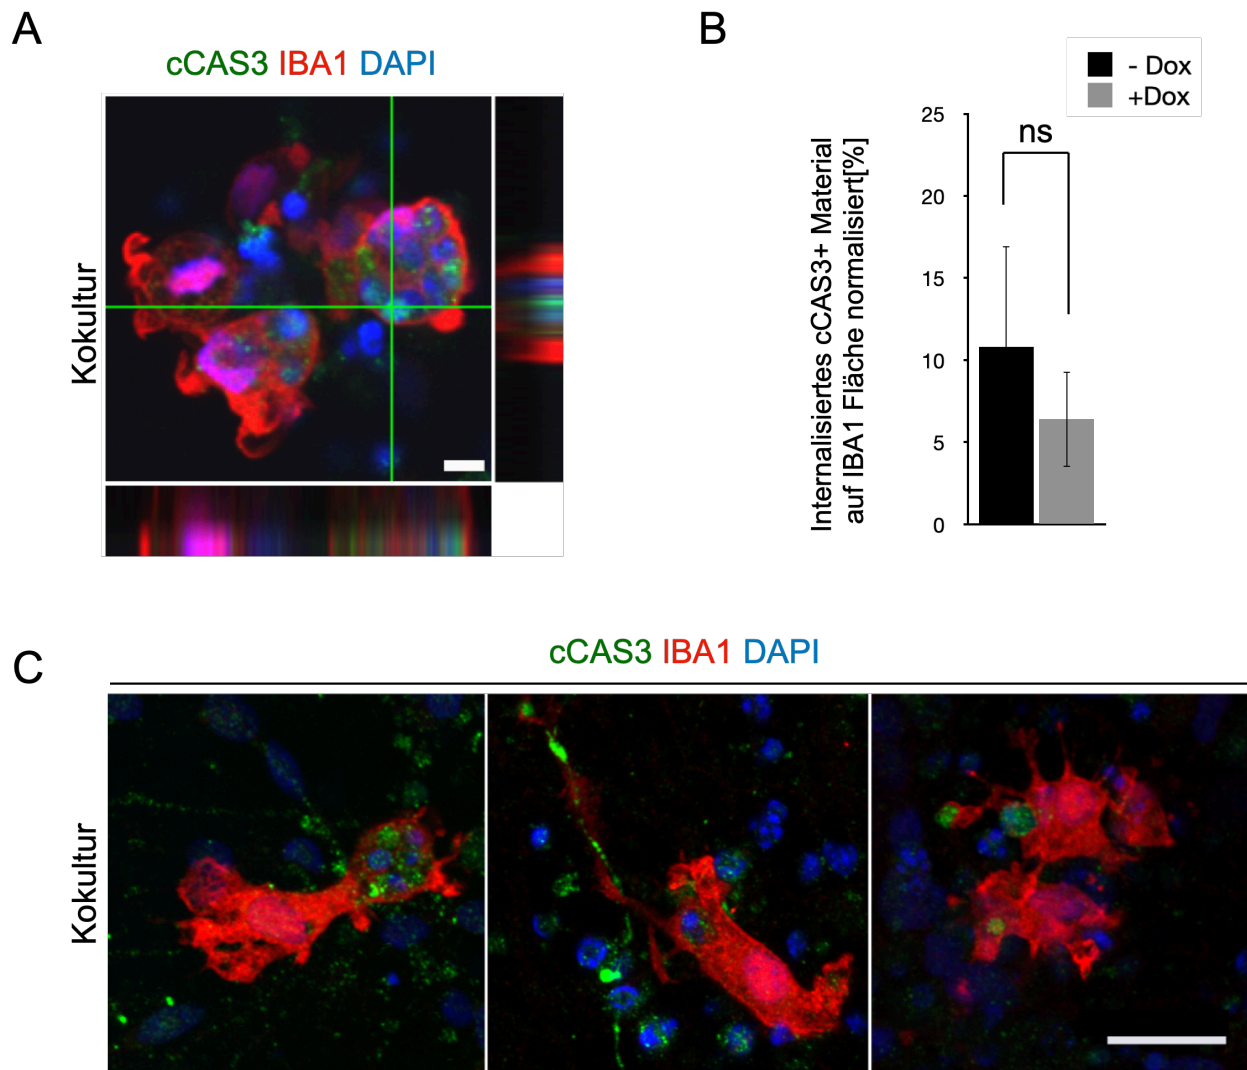 A
cCAS3 IBA1 DAPI
Kokultur
B
- Dox
+Dox
Internalisiertes cCAS3+ Material
auf IBA1 Fläche normalisiert[%]
25
20
15
10
5
0
ns
C
cCAS3 IBA1 DAPI
Kokultur